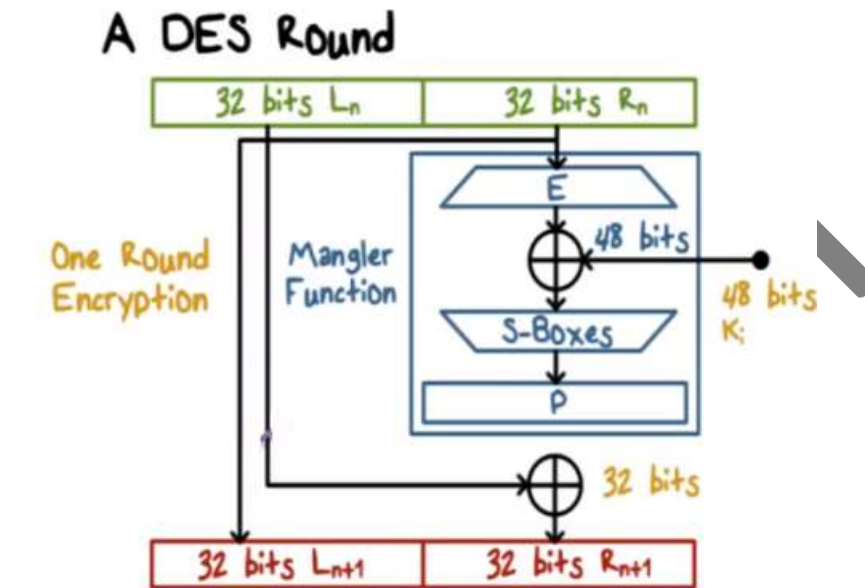 A DES Round
32 bits Ln
32 bits Rn
E
48 bits
One Round
Encryption
Mangler
Function
48 bits
Ki
S-Boxes
P
32 bits
32 bits Ln+1
32 bits Rn+1